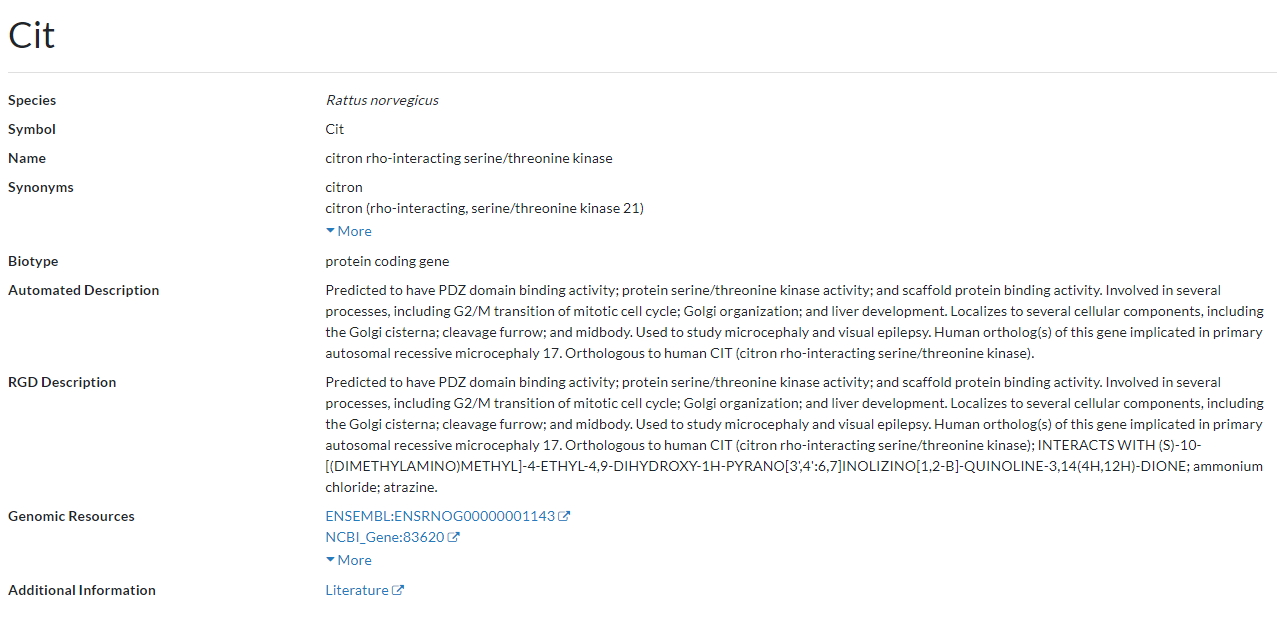 Cit
Species Rattus norvegicus
Symbol Cit
Name citron rho-interacting serine/threonine kinase
Synonyms citron
citron (rho-interacting, serine/threonine kinase 21)
More
Biotype protein coding gene
Automated Description Predicted to have PDZ domain binding activity; protein serine/threonine kinase activity; and scaffold protein binding activity. Involved in several
processes, including G2/M transition of mitotic cell cycle; Golgi organization; and liver development. Localizes to several cellular components, including
the Golgi cisterna; cleavage furrow; and midbody. Used to study microcephaly and visual epilepsy. Human ortholog(s) of this gene implicated in primary
autosomal recessive microcephaly 17. Orthologous to human CIT (citron rho-interacting serine/threonine kinase).
RGD Description Predicted to have PDZ domain binding activity; protein serine/threonine kinase activity; and scaffold protein binding activity. Involved in several
processes, including G2/M transition of mitotic cell cycle; Golgi organization; and liver development. Localizes to several cellular components, including
the Golgi cisterna; cleavage furrow; and midbody. Used to study microcephaly and visual epilepsy. Human ortholog(s) of this gene implicated in primary
autosomal recessive microcephaly 17. Orthologous to human CIT (citron rho-interacting serine/threonine kinase); INTERACTS WITH (S)-10-
[(DIMETHYLAMINO)METHYL]-4-ETHYL-4,9-DIHYDROXY-1H-PYRANO[3',4':6,7]INOLIZINO[1,2-B]-QUINOLINE-3,14(4H,12H)-DIONE; ammonium
chloride; atrazine.
Genomic Resources ENSEMBL:ENSRNOG00000001143
NCBI_Gene:83620
More
Additional Information Literature